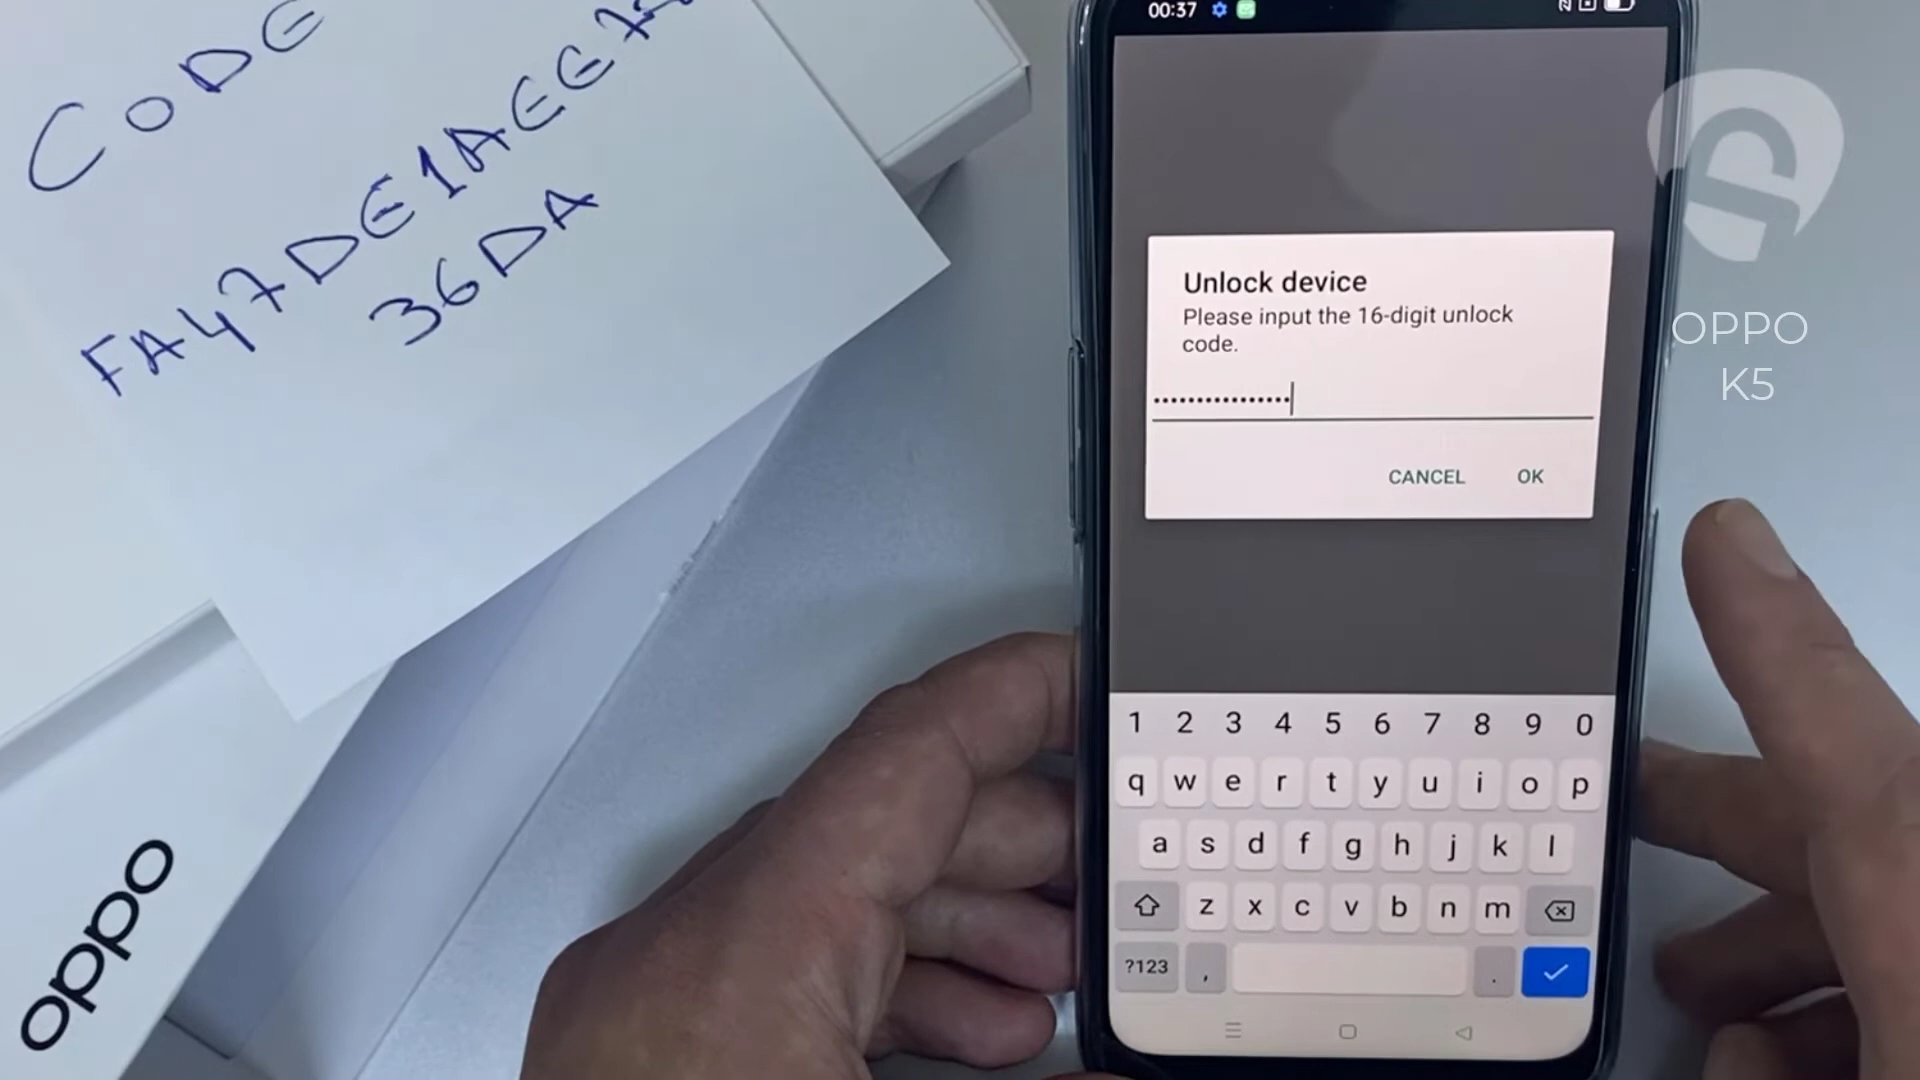 CODE
FA47DE1AEE7
36DA
oppo
00:37
Unlock device
Please input the 16-digit unlock
code.
................
CANCEL OK
1 2 3 4 5 6 7 8 9 0
q w e r t y u i o p
a s d f g h j k l
z x c v b n m
?123 , .
OPPO
K5